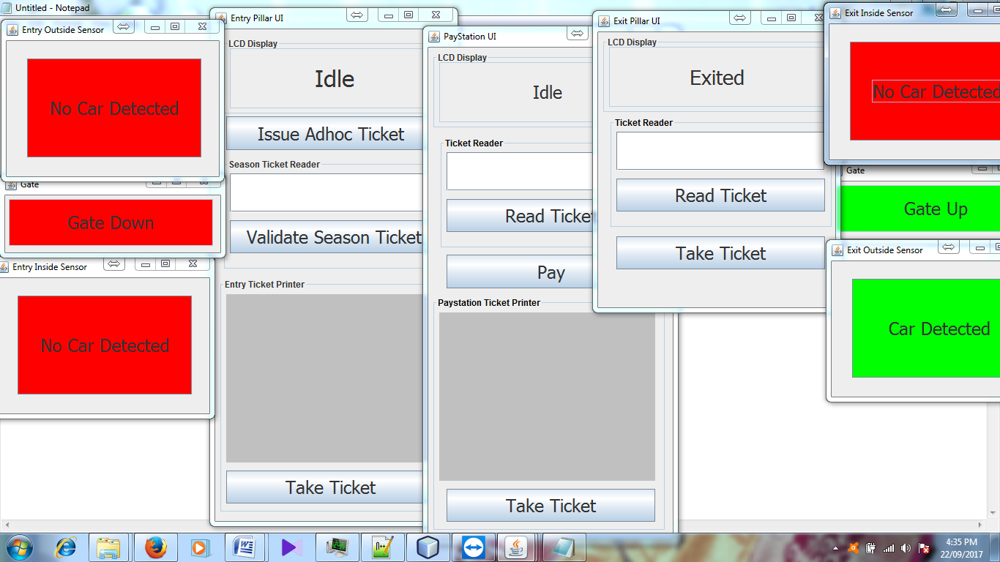 Untitled - Notepad
Entry Outside Sensor
No Car Detected
Gate
Gate Down
Entry Inside Sensor
No Car Detected
Entry Pillar UI
LCD Display
Idle
Issue Adhoc Ticket
Season Ticket Reader
Validate Season Ticket
Entry Ticket Printer
Take Ticket
PayStation UI
LCD Display
Idle
Ticket Reader
Read Ticket
Pay
Paystation Ticket Printer
Take Ticket
Exit Pillar UI
LCD Display
Exited
Ticket Reader
Read Ticket
Take Ticket
Exit Inside Sensor
No Car Detected
Gate
Gate Up
Exit Outside Sensor
Car Detected
4:35 PM
22/09/2017